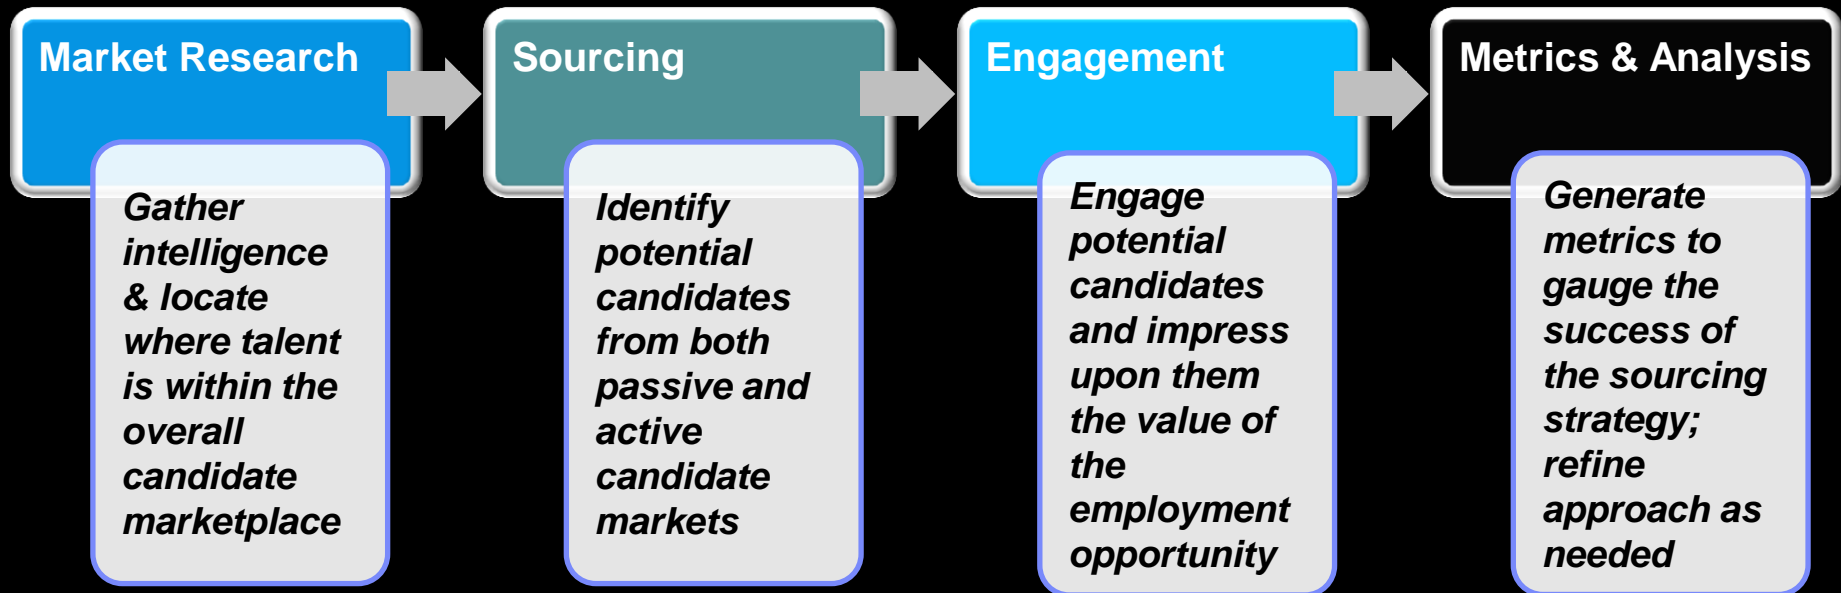 Market Research
Gather
intelligence
& locate
where talent
is within the
overall
candidate
marketplace
Sourcing
Identify
potential
candidates
from both
passive and
active
candidate
markets
Engagement
Engage
potential
candidates
and impress
upon them
the value of
the
employment
opportunity
Metrics & Analysis
Generate
metrics to
gauge the
success of
the sourcing
strategy;
refine
approach as
needed